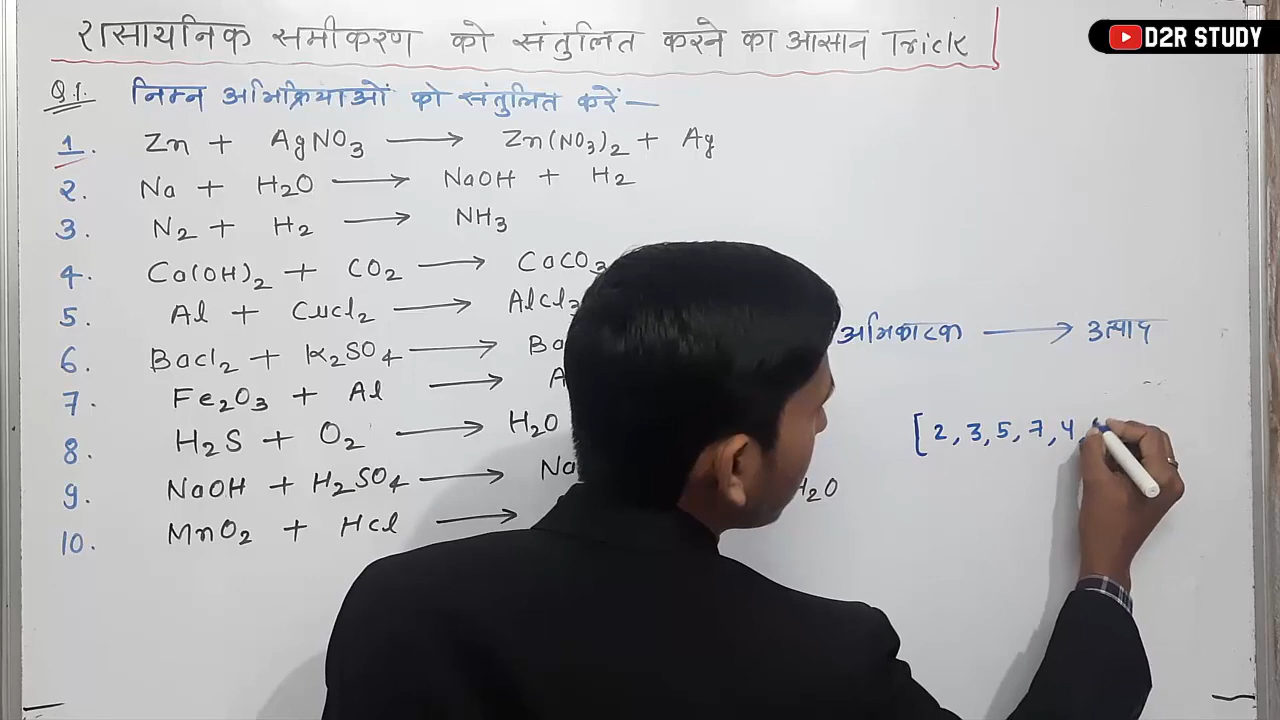 रासायनिक समीकरण को संतुलित करने का आसान Trick
D2R STUDY
Q.1. निम्न अभिक्रियाओं को संतुलित करें —
1. Zn + AgNO3 ⟶ Zn(NO3)2 + Ag
2. Na + H2O ⟶ NaOH + H2
3. N2 + H2 ⟶ NH3
4. Ca(OH)2 + CO2 ⟶ CaCO3
5. Al + CuCl2 ⟶ AlCl3
6. BaCl2 + K2SO4 ⟶ Ba
7. Fe2O3 + Al ⟶ A
8. H2S + O2 ⟶ H2O
9. NaOH + H2SO4 ⟶ Na H2O
10. MnO2 + HCl ⟶
अभिकारक ⟶ उत्पाद
[2, 3, 5, 7, 4,